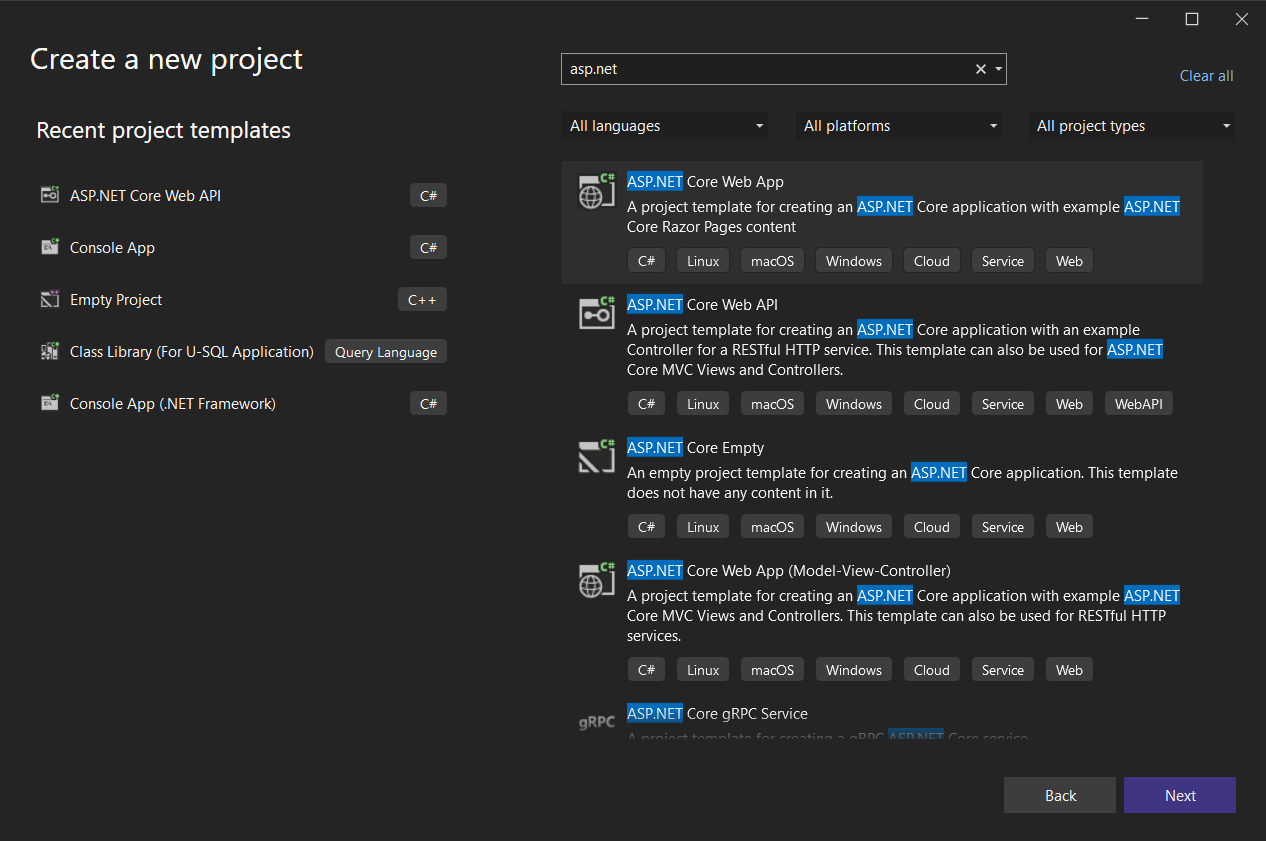 Create a new project
asp.net
Clear all
All languages
All platforms
All project types
Recent project templates
ASP.NET Core Web API
C#
Console App
C#
Empty Project
C++
Class Library (For U-SQL Application)
Query Language
Console App (.NET Framework)
C#
C#
ASP.NET Core Web App
A project template for creating an ASP.NET Core application with example ASP.NET
Core Razor Pages content
C# Linux macOS Windows Cloud Service Web
C#
ASP.NET Core Web API
A project template for creating an ASP.NET Core application with an example
Controller for a RESTful HTTP service. This template can also be used for ASP.NET
Core MVC Views and Controllers.
C# Linux macOS Windows Cloud Service Web WebAPI
C#
ASP.NET Core Empty
An empty project template for creating an ASP.NET Core application. This template
does not have any content in it.
C# Linux macOS Windows Cloud Service Web
C#
ASP.NET Core Web App (Model-View-Controller)
A project template for creating an ASP.NET Core application with example ASP.NET
Core MVC Views and Controllers. This template can also be used for RESTful HTTP
services.
C# Linux macOS Windows Cloud Service Web
gRPC
ASP.NET Core gRPC Service
A project template for creating a gRPC ASP.NET Core service
Back
Next